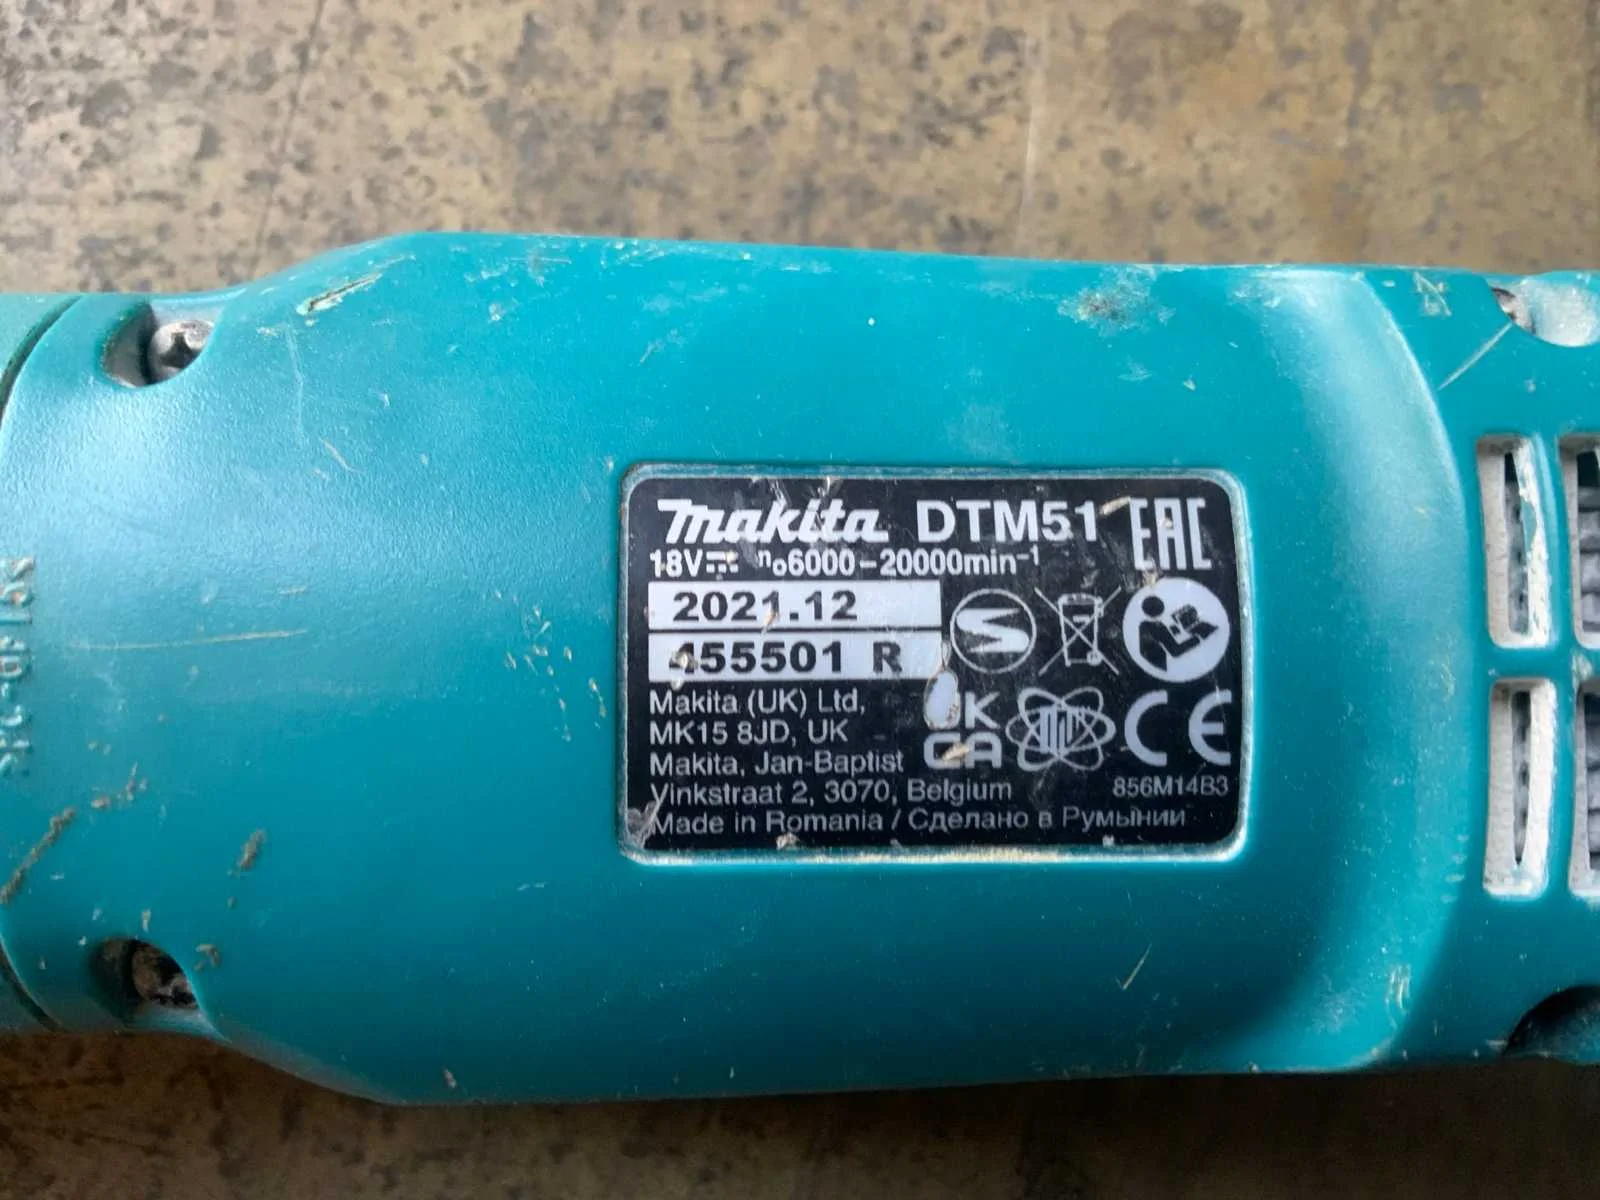 makita DTM51 EAC
18V⎓ n₀6000-20000min⁻¹
2021.12
455501 R
Makita (UK) Ltd,
MK15 8JD, UK
UK
CA
CE
Makita, Jan-Baptist
Vinkstraat 2, 3070, Belgium
856M14B3
Made in Romania / Сделано в Румынии